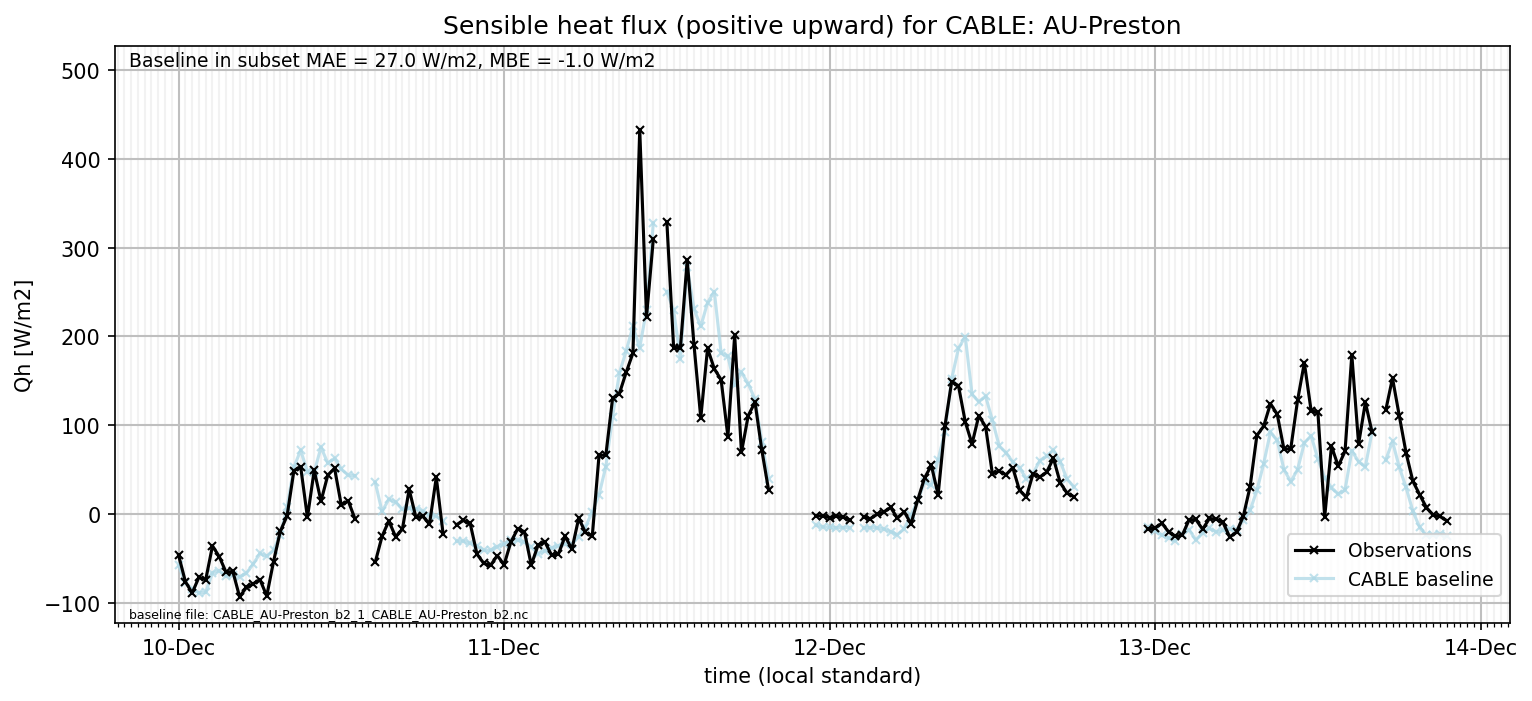 Sensible heat flux (positive upward) for CABLE: AU-Preston
Baseline in subset MAE = 27.0 W/m2, MBE = -1.0 W/m2
500
400
300
200
100
0
−100
Qh [W/m2]
Observations
CABLE baseline
baseline file: CABLE_AU-Preston_b2_1_CABLE_AU-Preston_b2.nc
10-Dec 11-Dec 12-Dec 13-Dec 14-Dec
time (local standard)